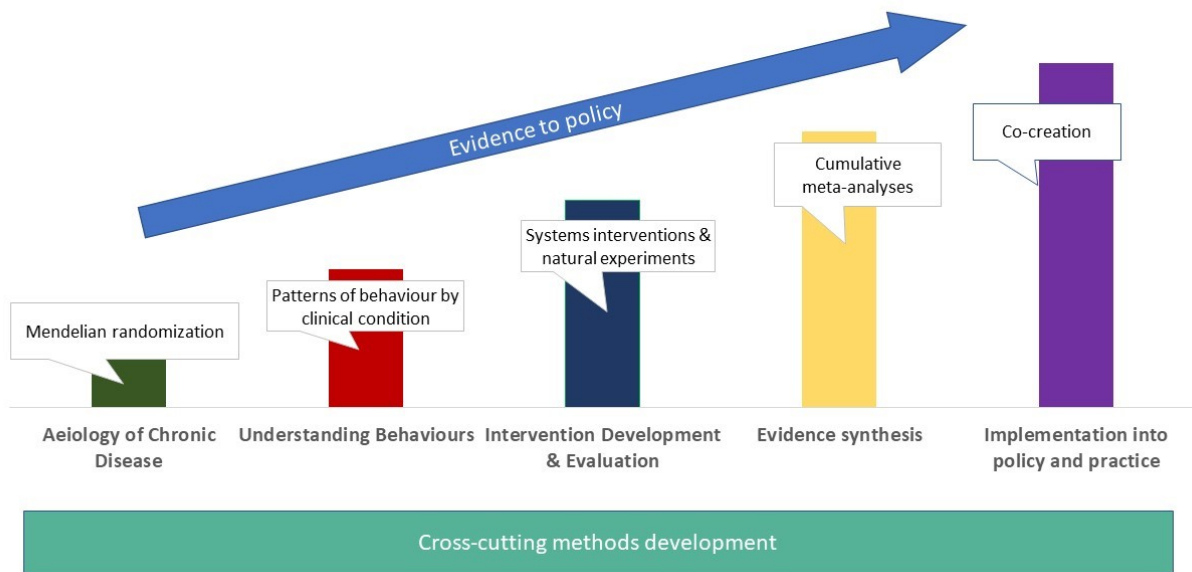 Evidence to policy
Co-creation
Cumulative
meta-analyses
Systems interventions &
natural experiments
Patterns of behaviour by
clinical condition
Mendelian randomization
Aeiology of Chronic
Disease
Understanding Behaviours
Intervention Development
& Evaluation
Evidence synthesis
Implementation into
policy and practice
Cross-cutting methods development